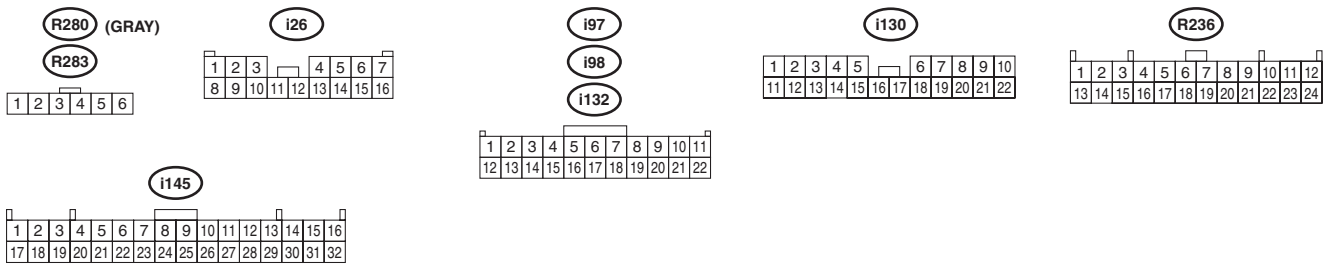 R280 (GRAY)
R283
1 2 3 4 5 6
i26
1 2 3 4 5 6 7
8 9 10 11 12 13 14 15 16
i97
i98
i132
1 2 3 4 5 6 7 8 9 10 11
12 13 14 15 16 17 18 19 20 21 22
i130
1 2 3 4 5 6 7 8 9 10
11 12 13 14 15 16 17 18 19 20 21 22
R236
1 2 3 4 5 6 7 8 9 10 11 12
13 14 15 16 17 18 19 20 21 22 23 24
i145
1 2 3 4 5 6 7 8 9 10 11 12 13 14 15 16
17 18 19 20 21 22 23 24 25 26 27 28 29 30 31 32